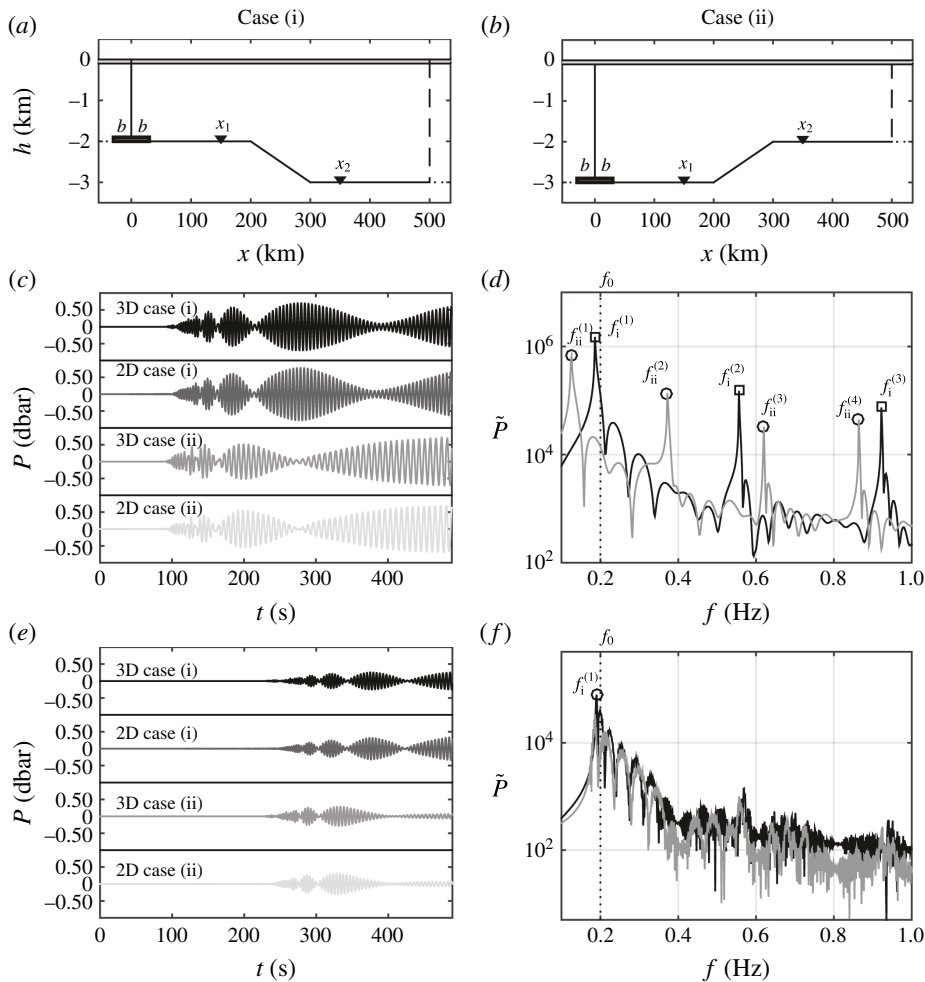 (a) Case (i) (b) Case (ii)
0
−1
−2
−3
h (km)
b b
x1
x2
0 100 200 300 400 500
x (km)
0
−1
−2
−3
b b
x1
x2
0 100 200 300 400 500
x (km)
(c)
0.50
0
−0.50
3D case (i)
0.50
0
−0.50
2D case (i)
0.50
0
−0.50
3D case (ii)
0.50
0
−0.50
2D case (ii)
P (dbar)
0 100 200 300 400
t (s)
(d)
f0
10^6
10^4
10^2
P̃
fii(1) fi(1)
fii(2) fi(2)
fii(3) fii(4) fi(3)
0.2 0.4 0.6 0.8 1.0
f (Hz)
(e)
0.50
0
−0.50
3D case (i)
0.50
0
−0.50
2D case (i)
0.50
0
−0.50
3D case (ii)
0.50
0
−0.50
2D case (ii)
P (dbar)
0 100 200 300 400
t (s)
(f)
f0
fi(1)
10^4
10^2
P̃
0.2 0.4 0.6 0.8 1.0
f (Hz)